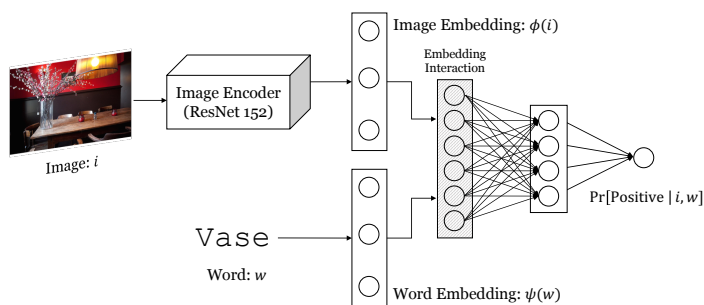 Image Embedding: ϕ(i)
Embedding
Interaction
Image Encoder
(ResNet 152)
Image: i
Pr[Positive | i, w]
Vase
Word: w
Word Embedding: ψ(w)